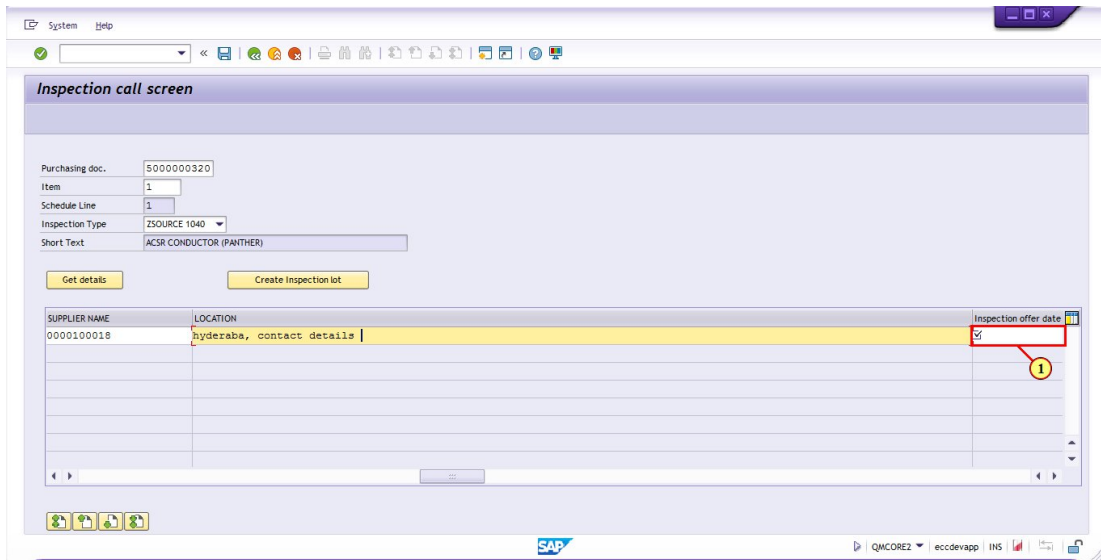 System Help
Inspection call screen
Purchasing doc. 5000000320
Item 1
Schedule Line 1
Inspection Type ZSOURCE 1040
Short Text ACSR CONDUCTOR (PANTHER)
Get details Create Inspection lot
SUPPLIER NAME LOCATION Inspection offer date
0000100018 hyderaba, contact details
1
SAP QMCORE2 eccdevapp INS